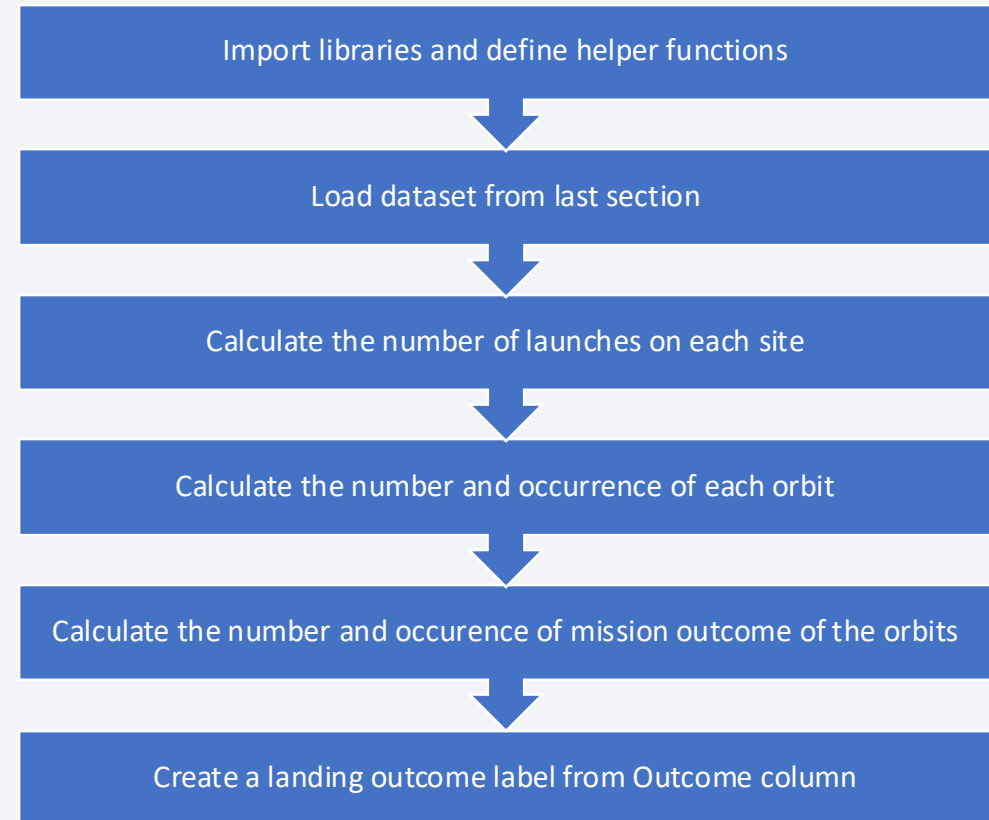 Import libraries and define helper functions
Load dataset from last section
Calculate the number of launches on each site
Calculate the number and occurrence of each orbit
Calculate the number and occurence of mission outcome of the orbits
Create a landing outcome label from Outcome column